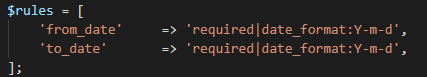 $rules = [
    'from_date'     => 'required|date_format:Y-m-d',
    'to_date'       => 'required|date_format:Y-m-d',
];